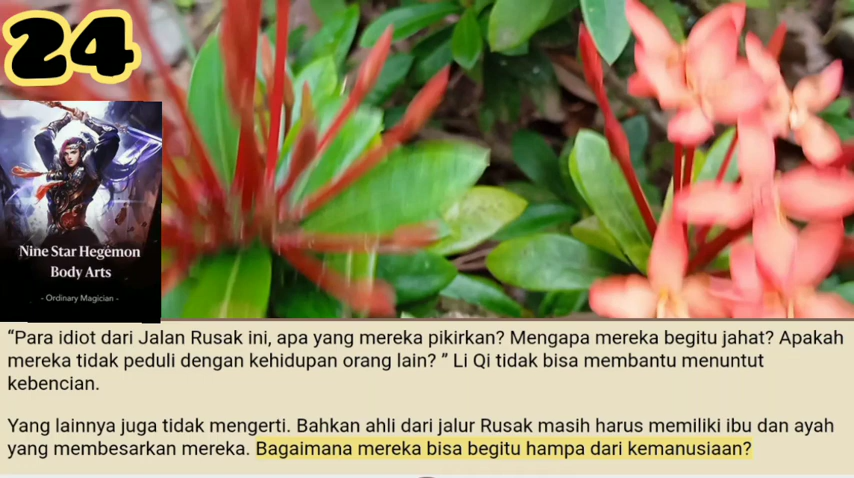 24
Nine Star Hegemon
Body Arts
- Ordinary Magician -
“Para idiot dari Jalan Rusak ini, apa yang mereka pikirkan? Mengapa mereka begitu jahat? Apakah
mereka tidak peduli dengan kehidupan orang lain? ” Li Qi tidak bisa membantu menuntut
kebencian.
Yang lainnya juga tidak mengerti. Bahkan ahli dari jalur Rusak masih harus memiliki ibu dan ayah
yang membesarkan mereka. Bagaimana mereka bisa begitu hampa dari kemanusiaan?